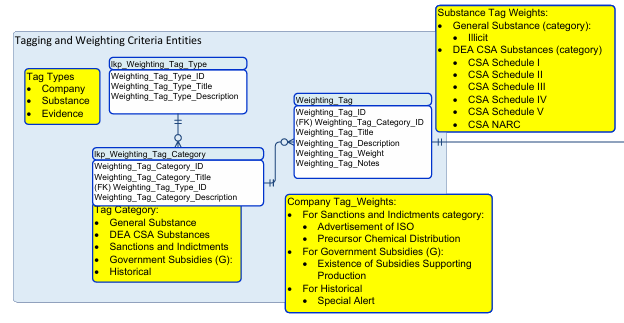 Substance Tag Weights:
General Substance (category):
Illicit
DEA CSA Substances (category)
CSA Schedule I
CSA Schedule II
CSA Schedule III
CSA Schedule IV
CSA Schedule V
CSA NARC
Tagging and Weighting Criteria Entities
Tag Types
Company
Substance
Evidence
lkp_Weighting_Tag_Type
Weighting_Tag_Type_ID
Weighting_Tag_Type_Title
Weighting_Tag_Type_Description
Weighting_Tag
Weighting_Tag_ID
(FK) Weighting_Tag_Category_ID
Weighting_Tag_Title
Weighting_Tag_Description
Weighting_Tag_Weight
Weighting_Tag_Notes
lkp_Weighting_Tag_Category
Weighting_Tag_Category_ID
Weighting_Tag_Category_Title
(FK) Weighting_Tag_Type_ID
Weighting_Tag_Category_Description
Tag Category:
General Substance
DEA CSA Substances
Sanctions and Indictments
Government Subsidies (G):
Historical
Company Tag_Weights:
For Sanctions and Indictments category:
Advertisement of ISO
Precursor Chemical Distribution
For Government Subsidies (G):
Existence of Subsidies Supporting
Production
For Historical
Special Alert